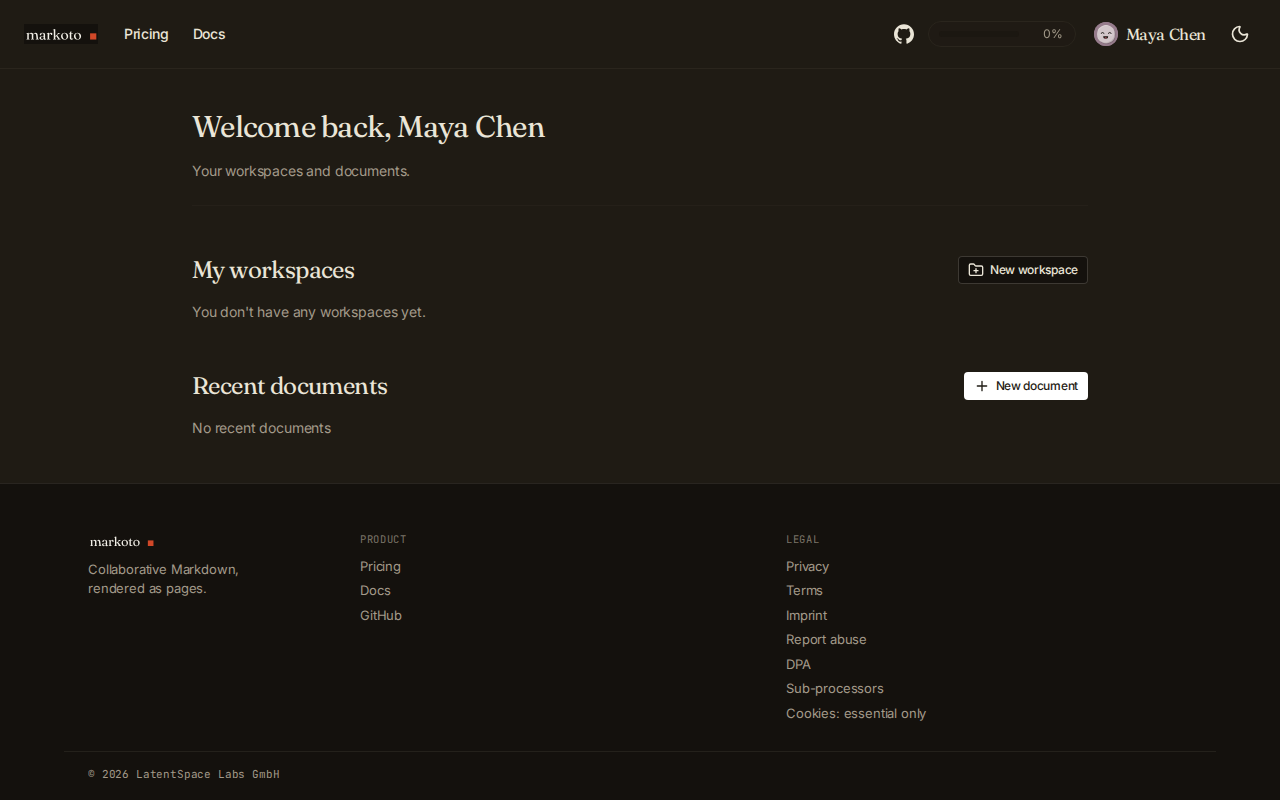 markoto Pricing Docs 0% Maya Chen
Welcome back, Maya Chen
Your workspaces and documents.
My workspaces
New workspace
You don't have any workspaces yet.
Recent documents
New document
No recent documents
markoto
Collaborative Markdown,
rendered as pages.
PRODUCT
Pricing
Docs
GitHub
LEGAL
Privacy
Terms
Imprint
Report abuse
DPA
Sub-processors
Cookies: essential only
© 2026 LatentSpace Labs GmbH